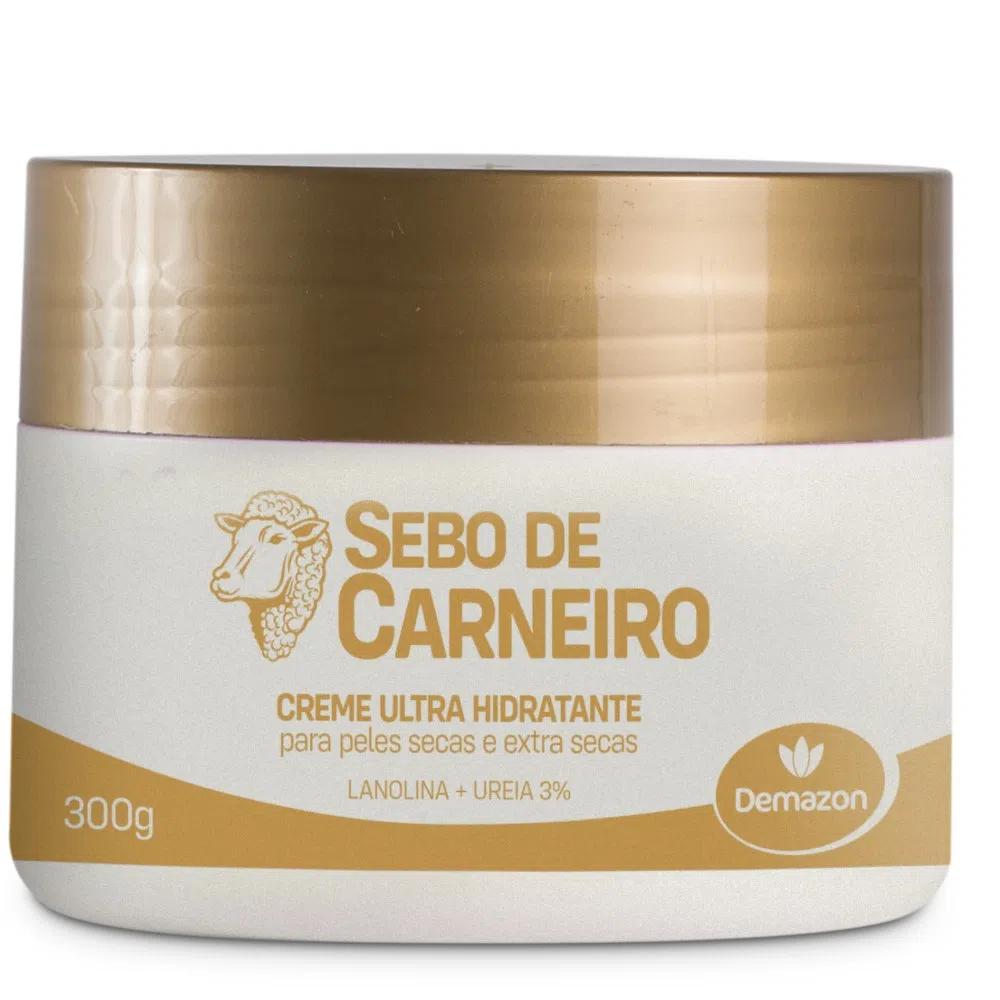 SEBO DE
CARNEIRO
CREME ULTRA HIDRATANTE
para peles secas e extra secas
LANOLINA + UREIA 3%
300g
Demazon